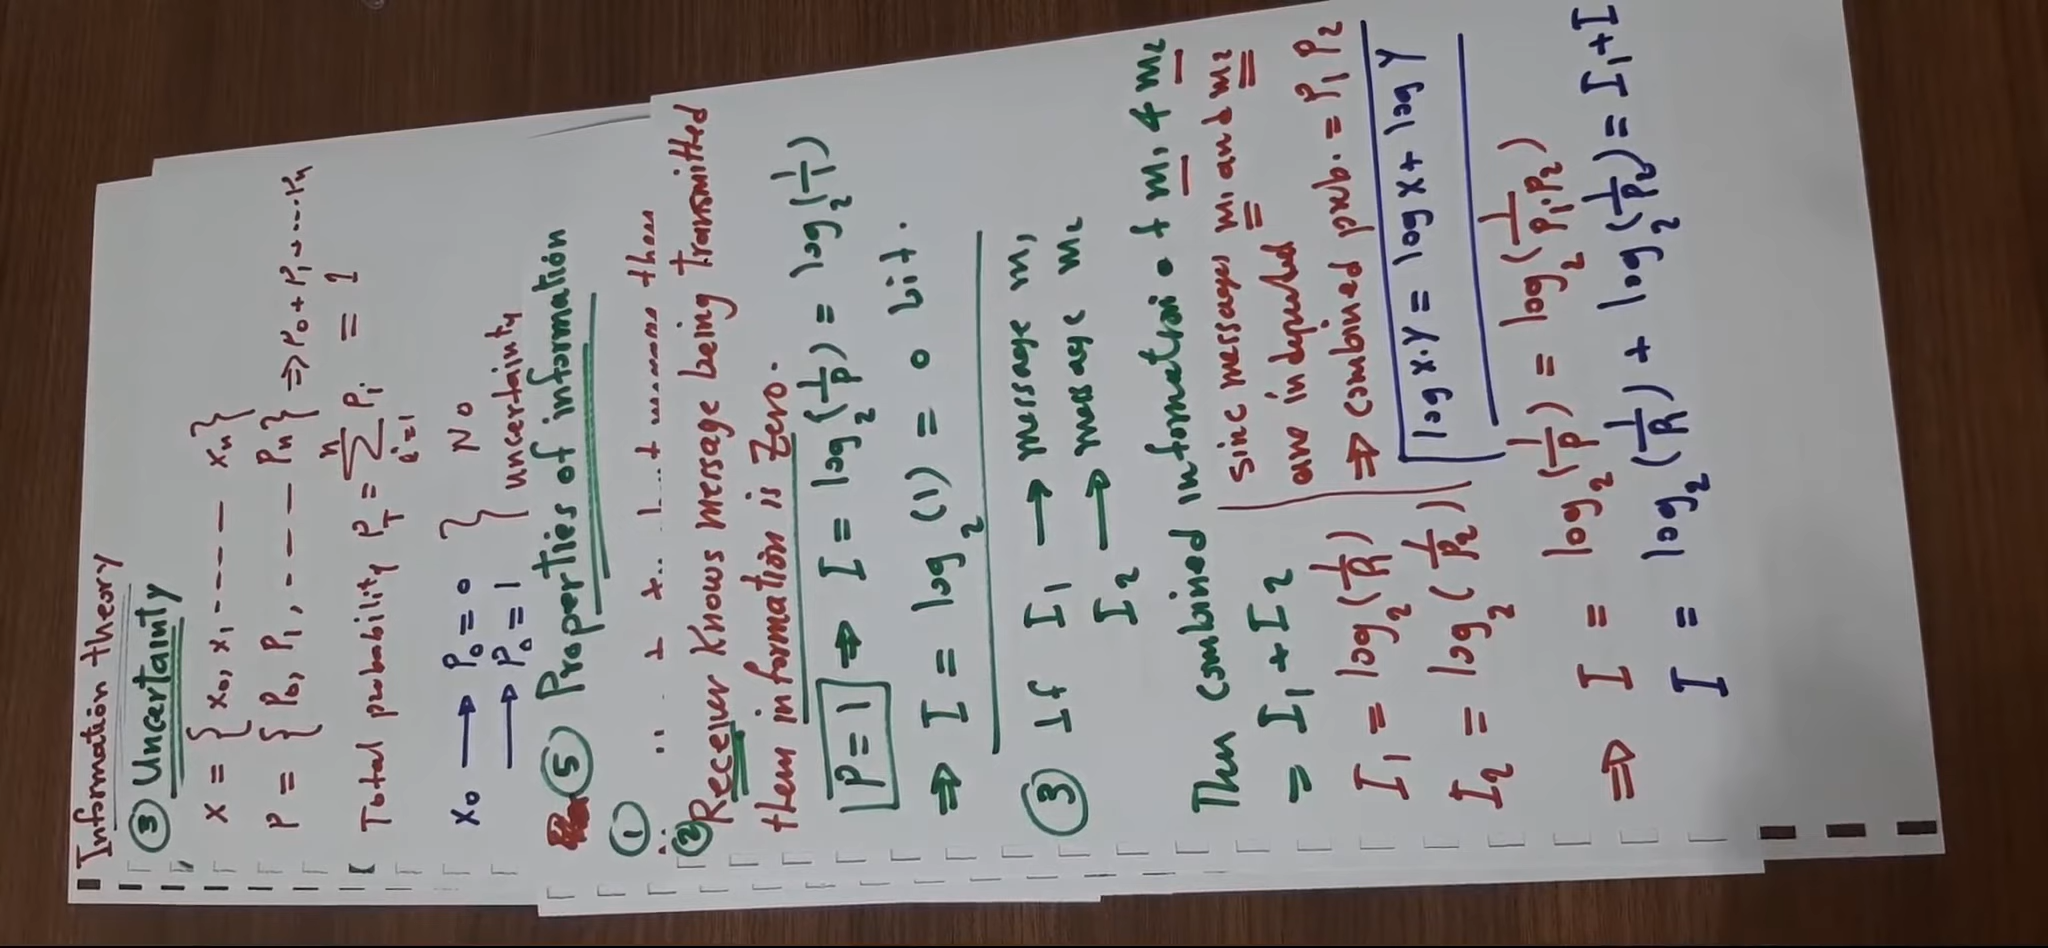 Information theory
③ Uncertainty
X = { x₀, x₁, - - - - xₙ}
P = { P₀, P₁, - - - - Pₙ} ⇒ P₀+P₁+....Pₙ
Total probability P_T = Σⁿᵢ₌₁ Pᵢ = 1
x₀ → P₀ = 0 } No
→ P₀ = 1 } uncertainty
⑤ Properties of information
①
② Receiver Knows message being transmitted
then information is Zero.
P = 1 ⇒ I = log₂(1/P) = log₂(1/1)
⇒ I = log₂(1) = 0 bit.
③ If I₁ → message m₁
I₂ → message m₂
Then combined information of m₁ & m₂
= I₁ + I₂
since messages m₁ and m₂
are independ
⇒ combined prob. = P₁ P₂
I₁ = log₂(1/P₁)
I₂ = log₂(1/P₂)
log X.Y = log X + log Y
⇒ I = log₂(1/P) = log₂(1/P₁.P₂)
I = log₂(1/P₁) + log₂(1/P₂) = I₁+I